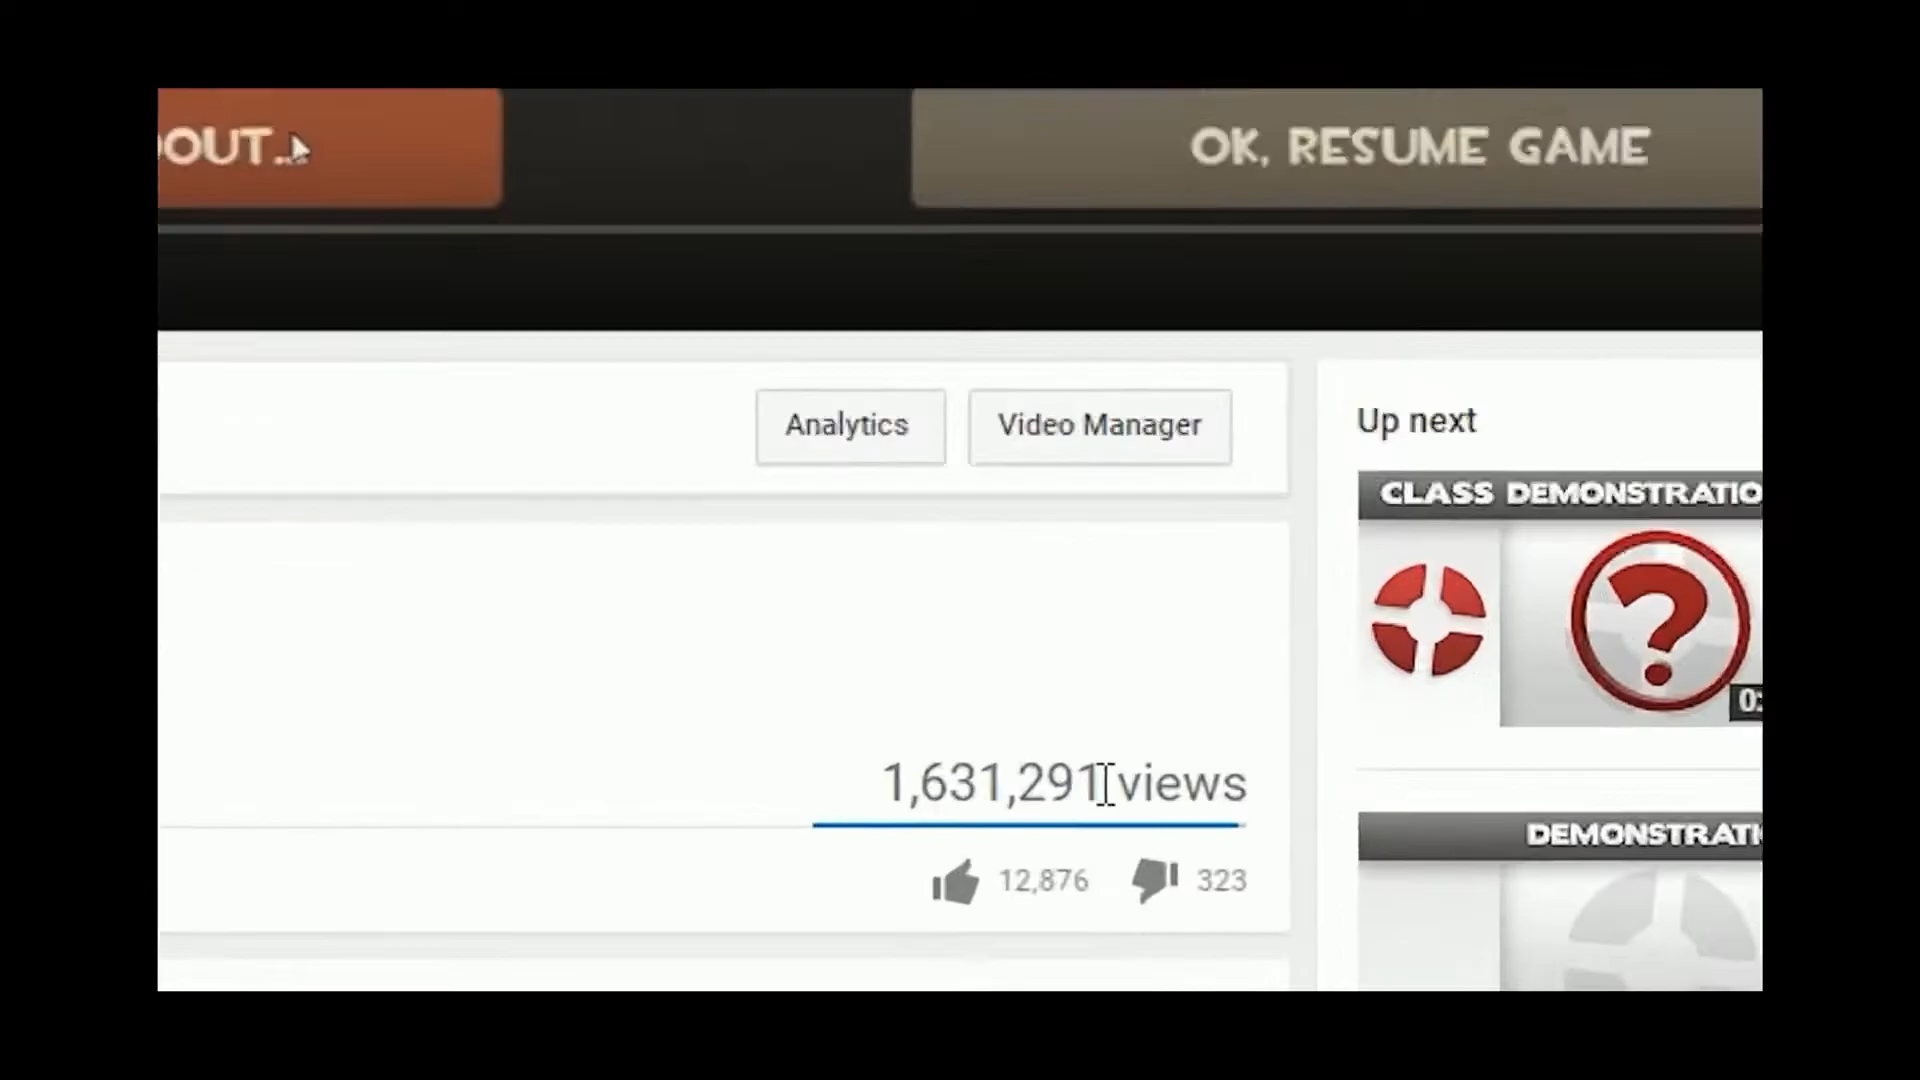 OUT...
OK, RESUME GAME
Analytics
Video Manager
Up next
CLASS DEMONSTRATIO
?
0:
1,631,291 views
DEMONSTRATI
12,876
323